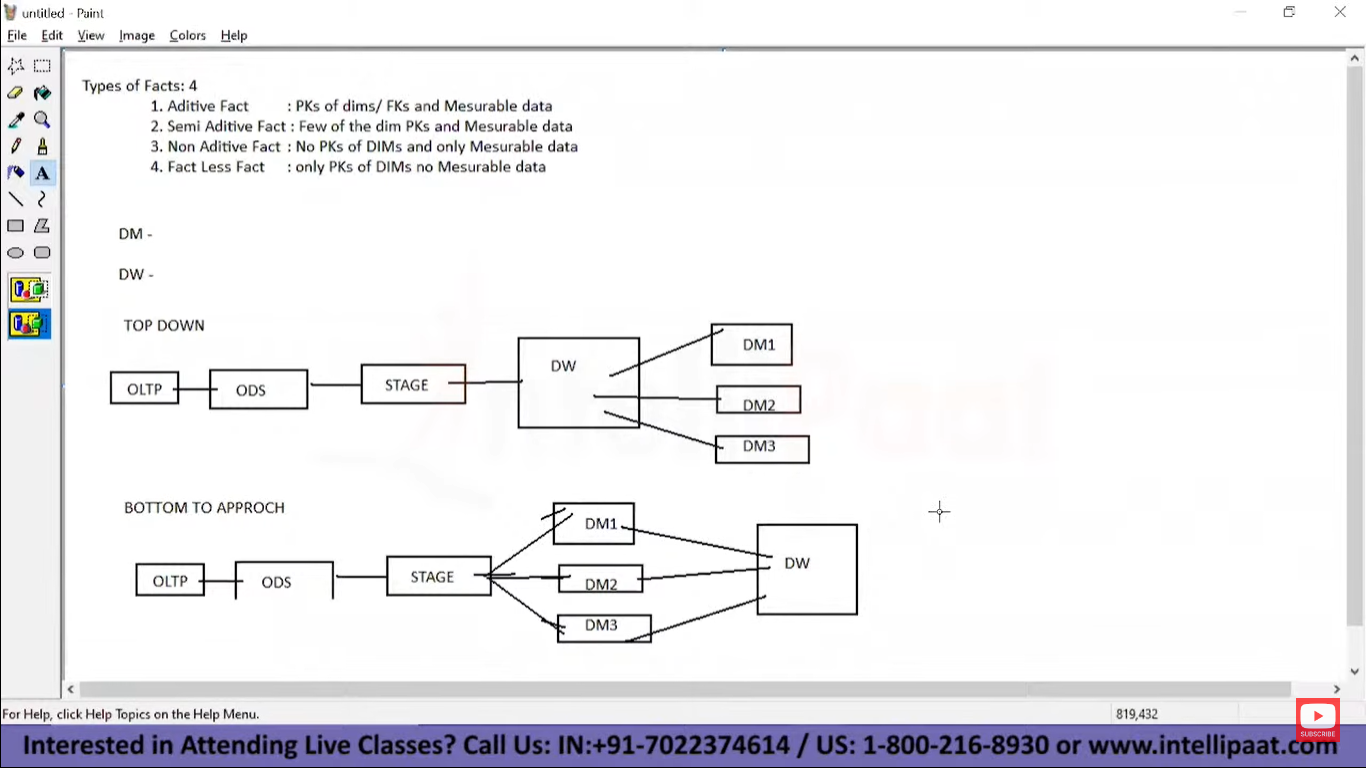 untitled - Paint
File Edit View Image Colors Help
Types of Facts: 4
1. Aditive Fact : PKs of dims/ FKs and Mesurable data
2. Semi Aditive Fact : Few of the dim PKs and Mesurable data
3. Non Aditive Fact : No PKs of DIMs and only Mesurable data
4. Fact Less Fact : only PKs of DIMs no Mesurable data
A
DM -
DW -
TOP DOWN
OLTP ODS STAGE DW DM1
DM2
DM3
BOTTOM TO APPROCH
OLTP ODS STAGE DM1 DW
DM2
DM3
intellipaat
For Help, click Help Topics on the Help Menu.
819,432
SUBSCRIBE
Interested in Attending Live Classes? Call Us: IN:+91-7022374614 / US: 1-800-216-8930 or www.intellipaat.com